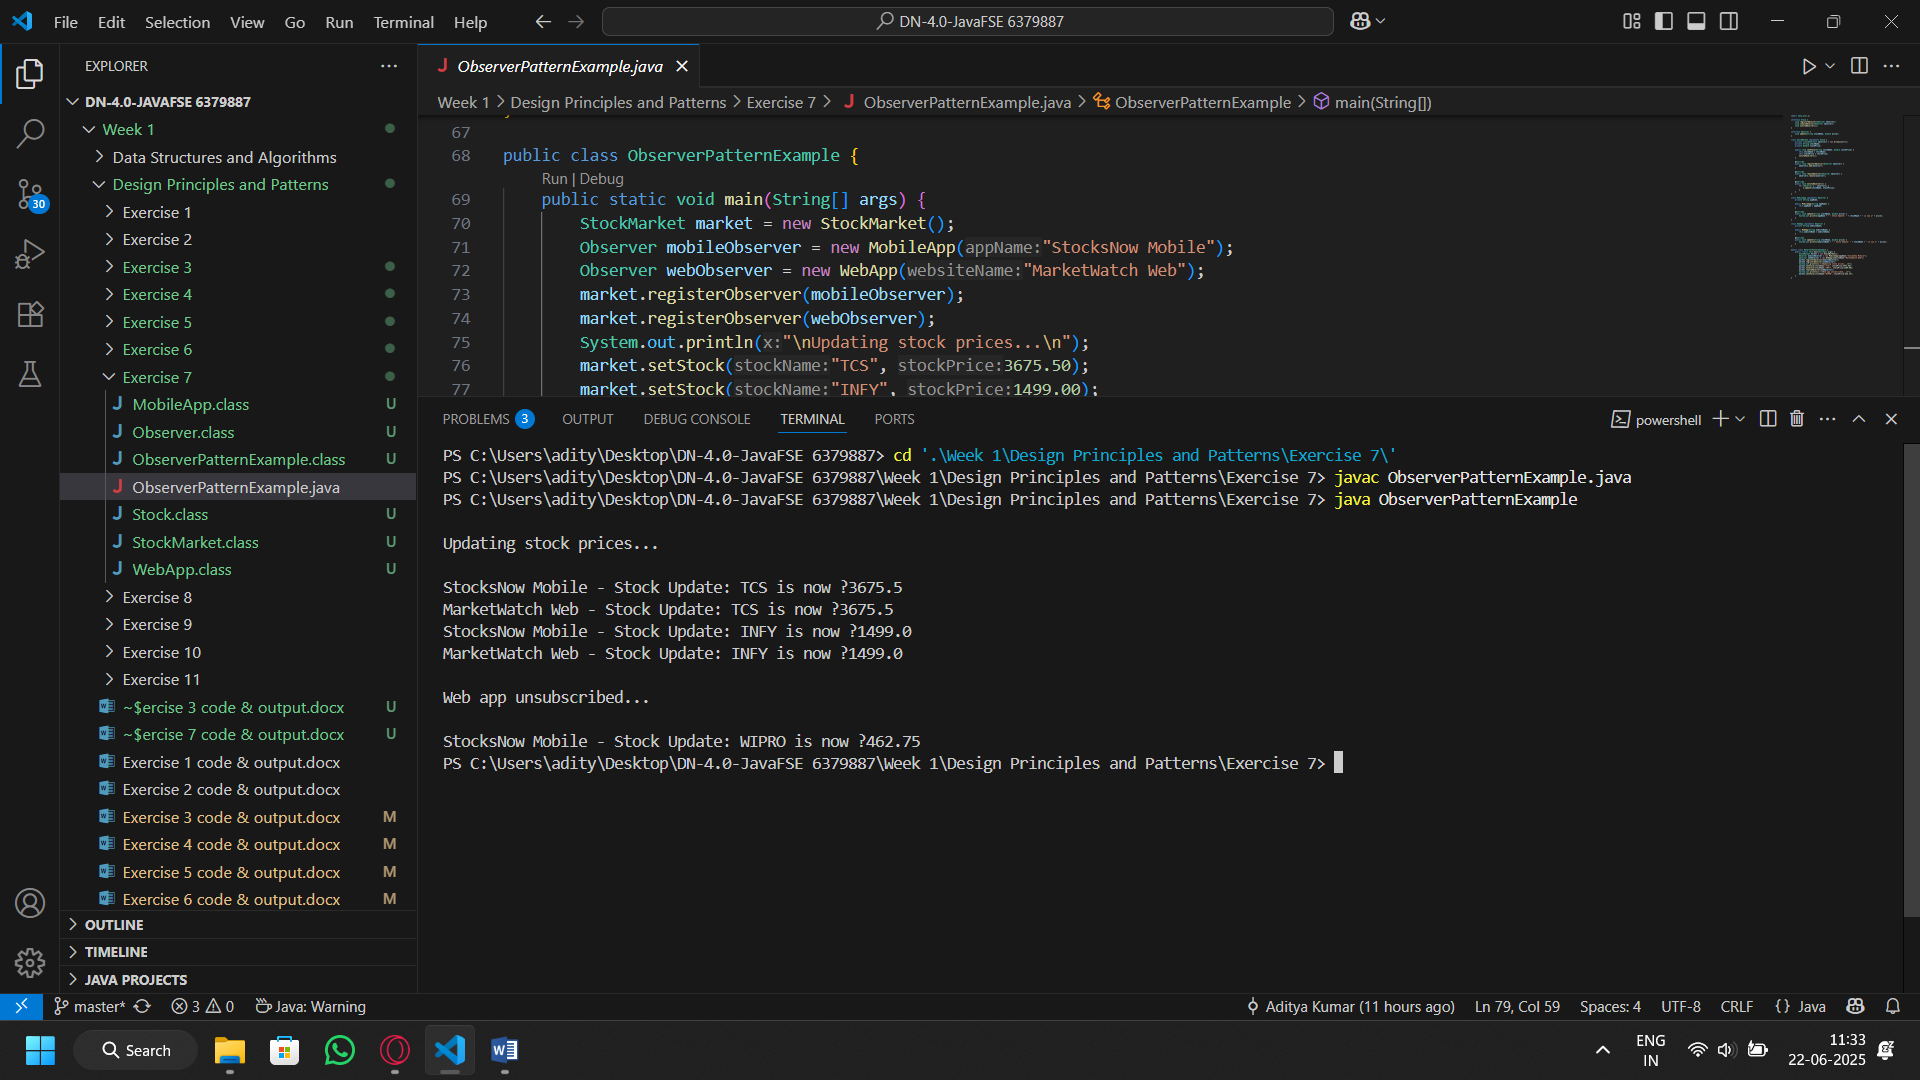 File Edit Selection View Go Run Terminal Help
DN-4.0-JavaFSE 6379887
EXPLORER
DN-4.0-JAVAFSE 6379887
Week 1
Data Structures and Algorithms
Design Principles and Patterns
Exercise 1
Exercise 2
Exercise 3
Exercise 4
Exercise 5
Exercise 6
Exercise 7
MobileApp.class U
Observer.class U
ObserverPatternExample.class U
ObserverPatternExample.java
Stock.class U
StockMarket.class U
WebApp.class U
Exercise 8
Exercise 9
Exercise 10
Exercise 11
~$ercise 3 code & output.docx U
~$ercise 7 code & output.docx U
Exercise 1 code & output.docx
Exercise 2 code & output.docx
Exercise 3 code & output.docx M
Exercise 4 code & output.docx M
Exercise 5 code & output.docx M
Exercise 6 code & output.docx M
OUTLINE
TIMELINE
JAVA PROJECTS
30
ObserverPatternExample.java
Week 1 > Design Principles and Patterns > Exercise 7 > ObserverPatternExample.java > ObserverPatternExample > main(String[])
67
68 public class ObserverPatternExample {
Run | Debug
69 public static void main(String[] args) {
70 StockMarket market = new StockMarket();
71 Observer mobileObserver = new MobileApp(appName:"StocksNow Mobile");
72 Observer webObserver = new WebApp(websiteName:"MarketWatch Web");
73 market.registerObserver(mobileObserver);
74 market.registerObserver(webObserver);
75 System.out.println(x:"\nUpdating stock prices...\n");
76 market.setStock(stockName:"TCS", stockPrice:3675.50);
77 market.setStock(stockName:"INFY", stockPrice:1499.00);
PROBLEMS 3 OUTPUT DEBUG CONSOLE TERMINAL PORTS
powershell
PS C:\Users\adity\Desktop\DN-4.0-JavaFSE 6379887> cd '.\Week 1\Design Principles and Patterns\Exercise 7\'
PS C:\Users\adity\Desktop\DN-4.0-JavaFSE 6379887\Week 1\Design Principles and Patterns\Exercise 7> javac ObserverPatternExample.java
PS C:\Users\adity\Desktop\DN-4.0-JavaFSE 6379887\Week 1\Design Principles and Patterns\Exercise 7> java ObserverPatternExample
Updating stock prices...
StocksNow Mobile - Stock Update: TCS is now ?3675.5
MarketWatch Web - Stock Update: TCS is now ?3675.5
StocksNow Mobile - Stock Update: INFY is now ?1499.0
MarketWatch Web - Stock Update: INFY is now ?1499.0
Web app unsubscribed...
StocksNow Mobile - Stock Update: WIPRO is now ?462.75
PS C:\Users\adity\Desktop\DN-4.0-JavaFSE 6379887\Week 1\Design Principles and Patterns\Exercise 7>
master* 3 0 Java: Warning
Aditya Kumar (11 hours ago) Ln 79, Col 59 Spaces: 4 UTF-8 CRLF {} Java
Search
ENG
IN
11:33
22-06-2025